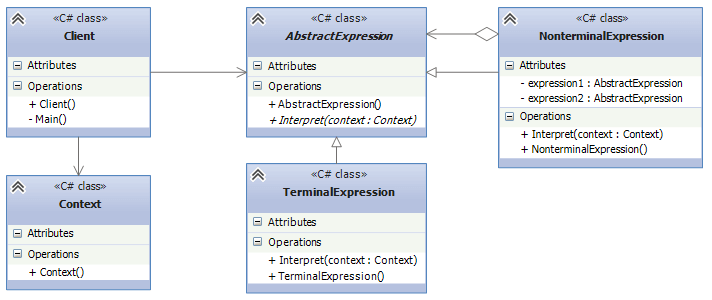 «C# class»
Client
Attributes
Operations
+ Client()
- Main()
«C# class»
AbstractExpression
Attributes
Operations
+ AbstractExpression()
+ Interpret(context : Context)
«C# class»
NonterminalExpression
Attributes
- expression1 : AbstractExpression
- expression2 : AbstractExpression
Operations
+ Interpret(context : Context)
+ NonterminalExpression()
«C# class»
Context
Attributes
Operations
+ Context()
«C# class»
TerminalExpression
Attributes
Operations
+ Interpret(context : Context)
+ TerminalExpression()